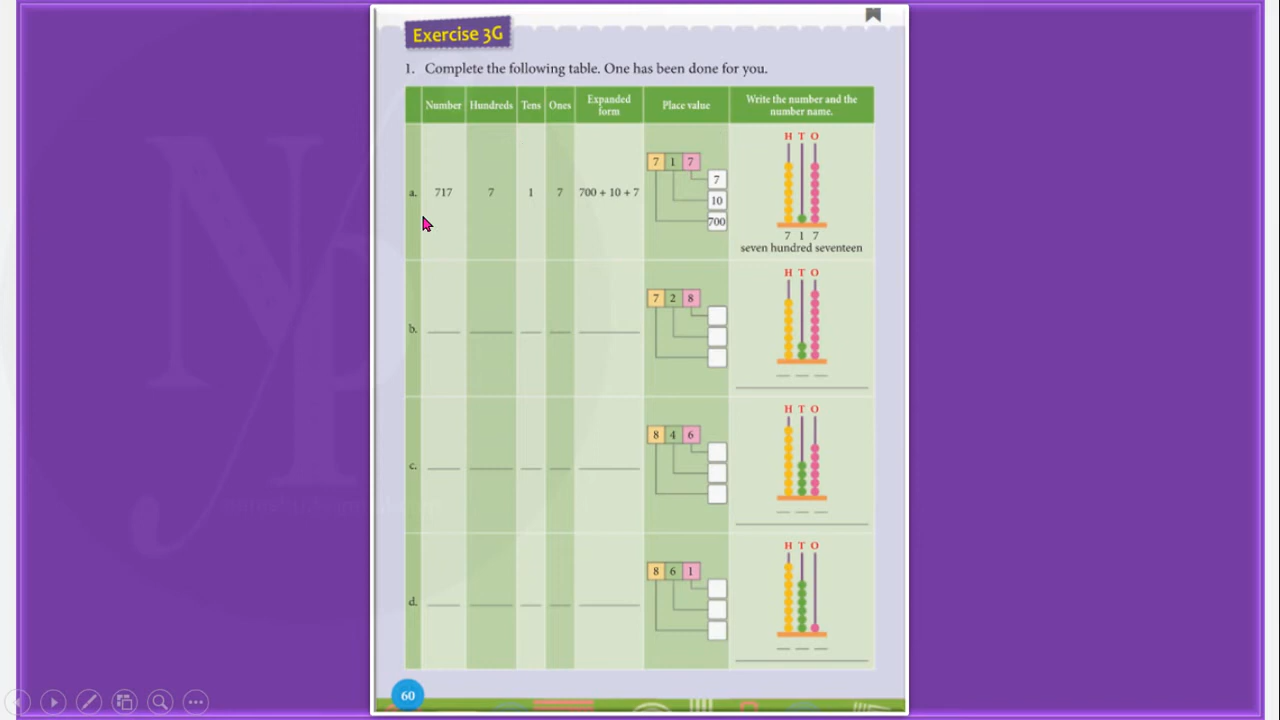 Exercise 3G
1. Complete the following table. One has been done for you.
Number Hundreds Tens Ones Expanded form Place value Write the number and the number name.
H T O
7 1 7
a. 717 7 1 7 700 + 10 + 7
7
10
700
7 1 7
seven hundred seventeen
H T O
7 2 8
b.
H T O
8 4 6
c.
H T O
8 6 1
d.
60